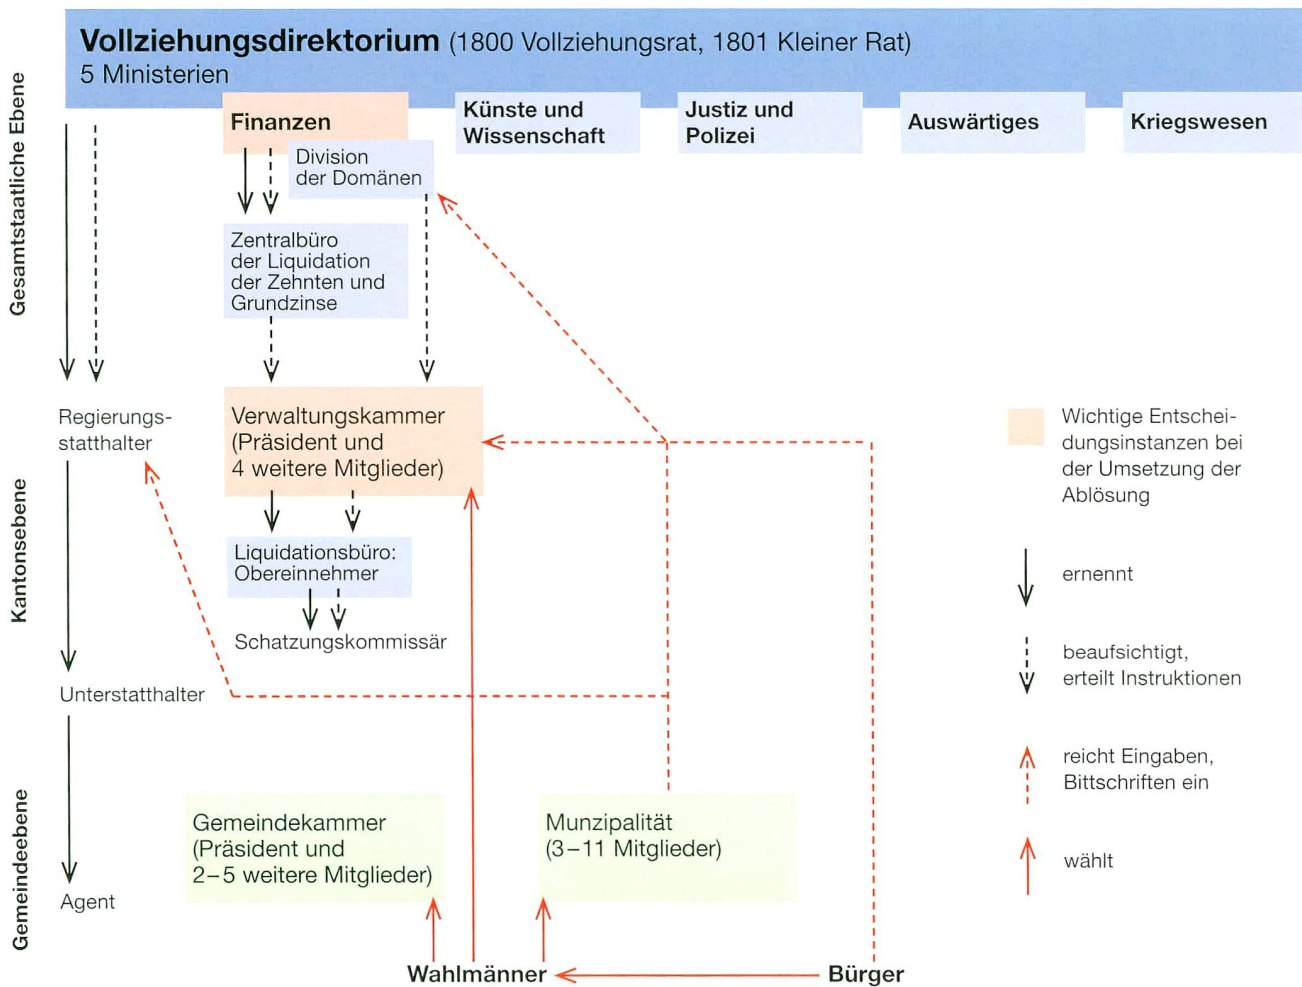 Vollziehungsdirektorium (1800 Vollziehungsrat, 1801 Kleiner Rat)
5 Ministerien
Gesamtstaatliche Ebene
Finanzen
Künste und
Wissenschaft
Justiz und
Polizei
Auswärtiges
Kriegswesen
Division
der Domänen
Zentralbüro
der Liquidation
der Zehnten und
Grundzinse
Kantonsebene
Regierungs-
statthalter
Verwaltungskammer
(Präsident und
4 weitere Mitglieder)
Liquidationsbüro:
Obereinnehmer
Schatzungskommissär
Unterstatthalter
Gemeindeebene
Gemeindekammer
(Präsident und
2–5 weitere Mitglieder)
Munzipalität
(3–11 Mitglieder)
Agent
Wahlmänner
Bürger
Wichtige Entschei-
dungsinstanzen bei
der Umsetzung der
Ablösung
ernennt
beaufsichtigt,
erteilt Instruktionen
reicht Eingaben,
Bittschriften ein
wählt